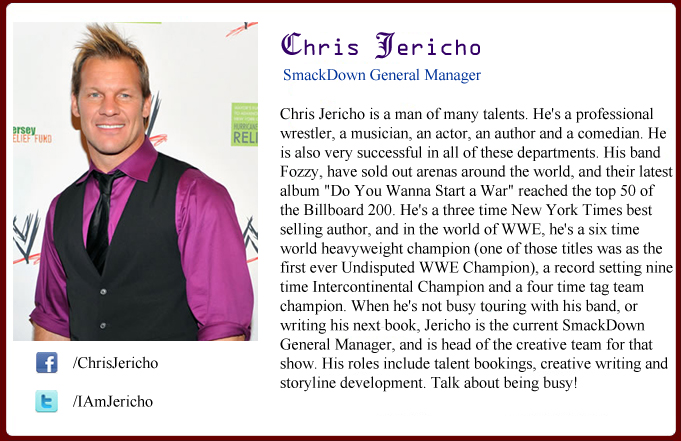 Chris Jericho
SmackDown General Manager
Chris Jericho is a man of many talents. He's a professional
wrestler, a musician, an actor, an author and a comedian. He
is also very successful in all of these departments. His band
Fozzy, have sold out arenas around the world, and their latest
album "Do You Wanna Start a War" reached the top 50 of
the Billboard 200. He's a three time New York Times best
selling author, and in the world of WWE, he's a six time
world heavyweight champion (one of those titles was as the
first ever Undisputed WWE Champion), a record setting nine
time Intercontinental Champion and a four time tag team
champion. When he's not busy touring with his band, or
writing his next book, Jericho is the current SmackDown
General Manager, and is head of the creative team for that
show. His roles include talent bookings, creative writing and
storyline development. Talk about being busy!
ersey
ELIEF FUND
HURRICANE
RELI
/ChrisJericho
/IAmJericho